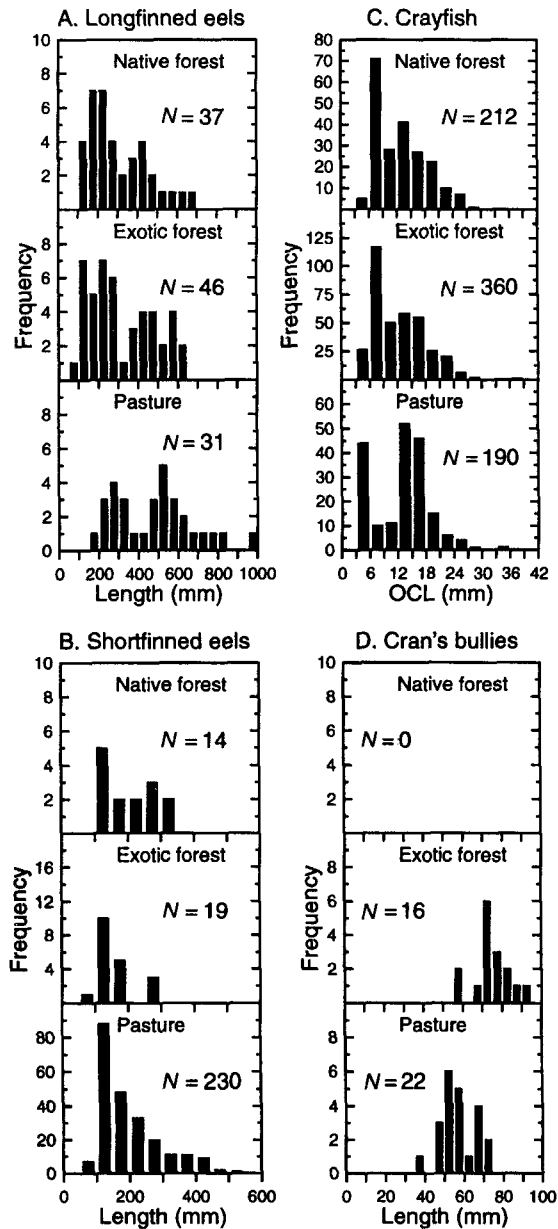 A. Longfinned eels
10
8
6
4
2
Native forest
N = 37
8
6
4
2
Exotic forest
N = 46
Frequency
8
6
4
2
0
Pasture
N = 31
0 200 400 600 800 1000
Length (mm)
C. Crayfish
80
70
60
50
40
30
20
10
Native forest
N = 212
125
100
75
50
25
Exotic forest
N = 360
Frequency
60
50
40
30
20
10
0
Pasture
N = 190
0 6 12 18 24 30 36 42
OCL (mm)
B. Shortfinned eels
10
8
6
4
2
Native forest
N = 14
16
12
8
4
Exotic forest
N = 19
Frequency
80
60
40
20
0
Pasture
N = 230
0 200 400 600
Length (mm)
D. Cran's bullies
10
8
6
4
2
Native forest
N = 0
8
6
4
2
Exotic forest
N = 16
Frequency
8
6
4
2
0
Pasture
N = 22
0 20 40 60 80 100
Length (mm)